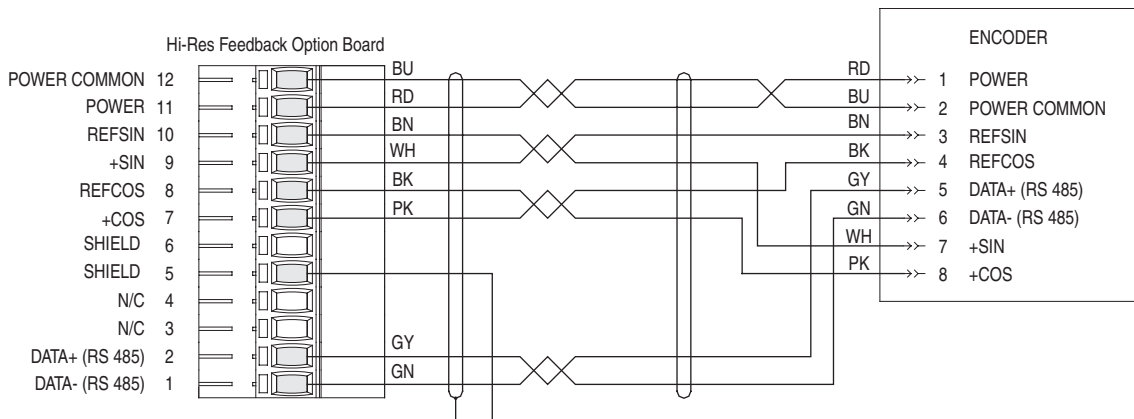 Hi-Res Feedback Option Board
ENCODER
POWER COMMON 12 BU RD 1 POWER
POWER 11 RD BU 2 POWER COMMON
REFSIN 10 BN BN 3 REFSIN
+SIN 9 WH BK 4 REFCOS
REFCOS 8 BK GY 5 DATA+ (RS 485)
+COS 7 PK GN 6 DATA- (RS 485)
SHIELD 6 WH 7 +SIN
SHIELD 5 PK 8 +COS
N/C 4
N/C 3
DATA+ (RS 485) 2 GY
DATA- (RS 485) 1 GN